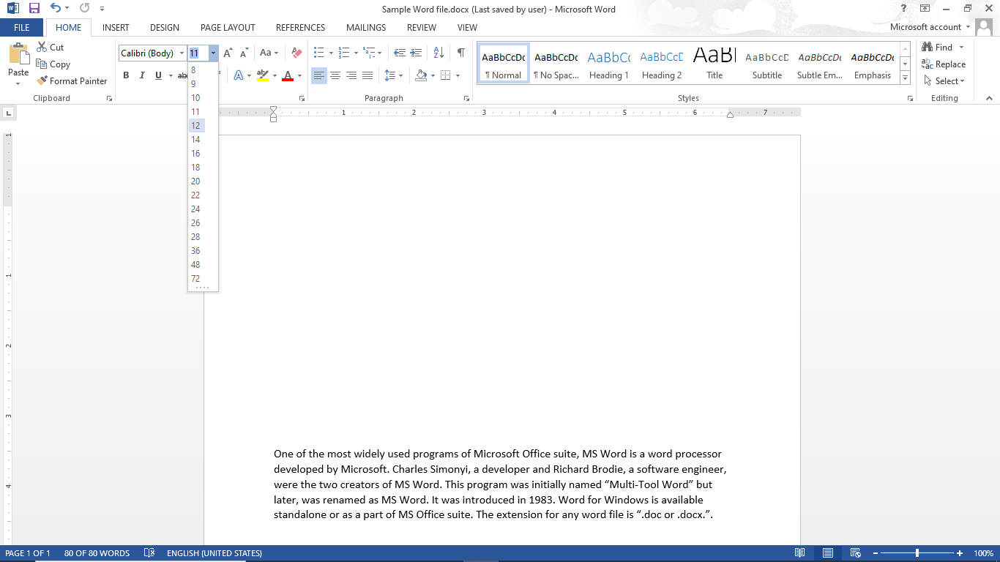 Sample Word file.docx (Last saved by user) - Microsoft Word
?
FILE HOME INSERT DESIGN PAGE LAYOUT REFERENCES MAILINGS REVIEW VIEW Microsoft account
Paste
Cut
Copy
Format Painter
Clipboard
Calibri (Body) 11
B I U abc
Aa
Paragraph
AaBbCcDc AaBbCcDc AaBbCc AaBbCcD AaBl AaBbCcD AaBbCcDc AaBbCcDc
¶ Normal ¶ No Spac... Heading 1 Heading 2 Title Subtitle Subtle Em... Emphasis
Styles
Find
Replace
Select
Editing
8
9
10
11
12
14
16
18
20
22
24
26
28
36
48
72
1 2 3 4 5 6 7
1
1
2
3
4
One of the most widely used programs of Microsoft Office suite, MS Word is a word processor
developed by Microsoft. Charles Simonyi, a developer and Richard Brodie, a software engineer,
were the two creators of MS Word. This program was initially named “Multi-Tool Word” but
later, was renamed as MS Word. It was introduced in 1983. Word for Windows is available
standalone or as a part of MS Office suite. The extension for any word file is “.doc or .docx.”.
PAGE 1 OF 1 80 OF 80 WORDS ENGLISH (UNITED STATES) 100%